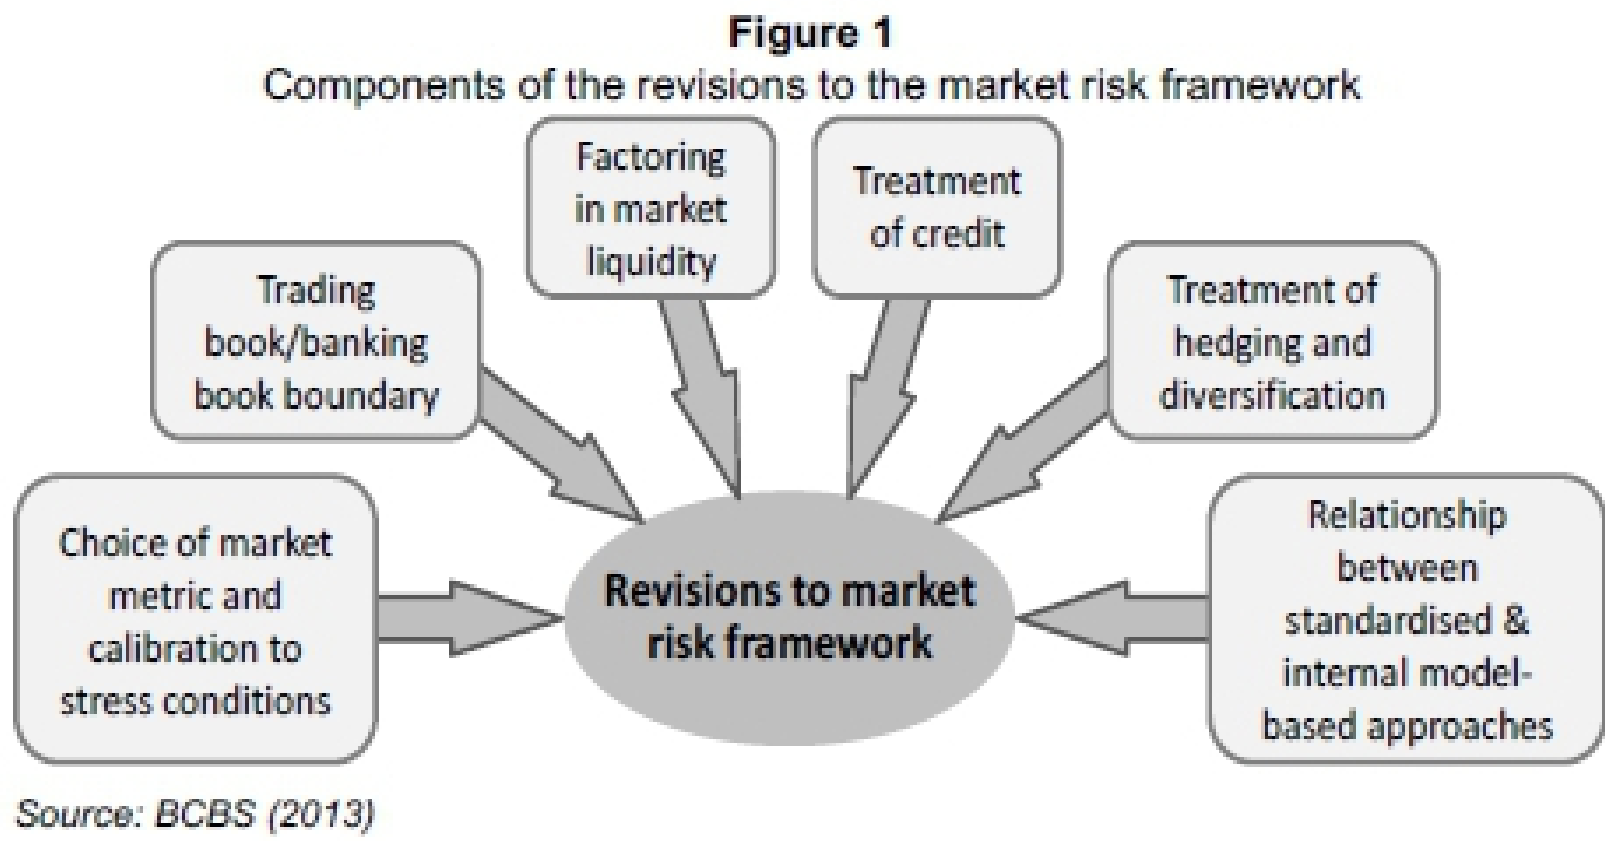 Figure 1
Components of the revisions to the market risk framework
Factoring
in market
liquidity
Treatment
of credit
Trading
book/banking
book boundary
Treatment of
hedging and
diversification
Choice of market
metric and
calibration to
stress conditions
Revisions to market
risk framework
Relationship
between
standardised &
internal model-
based approaches
Source: BCBS (2013)